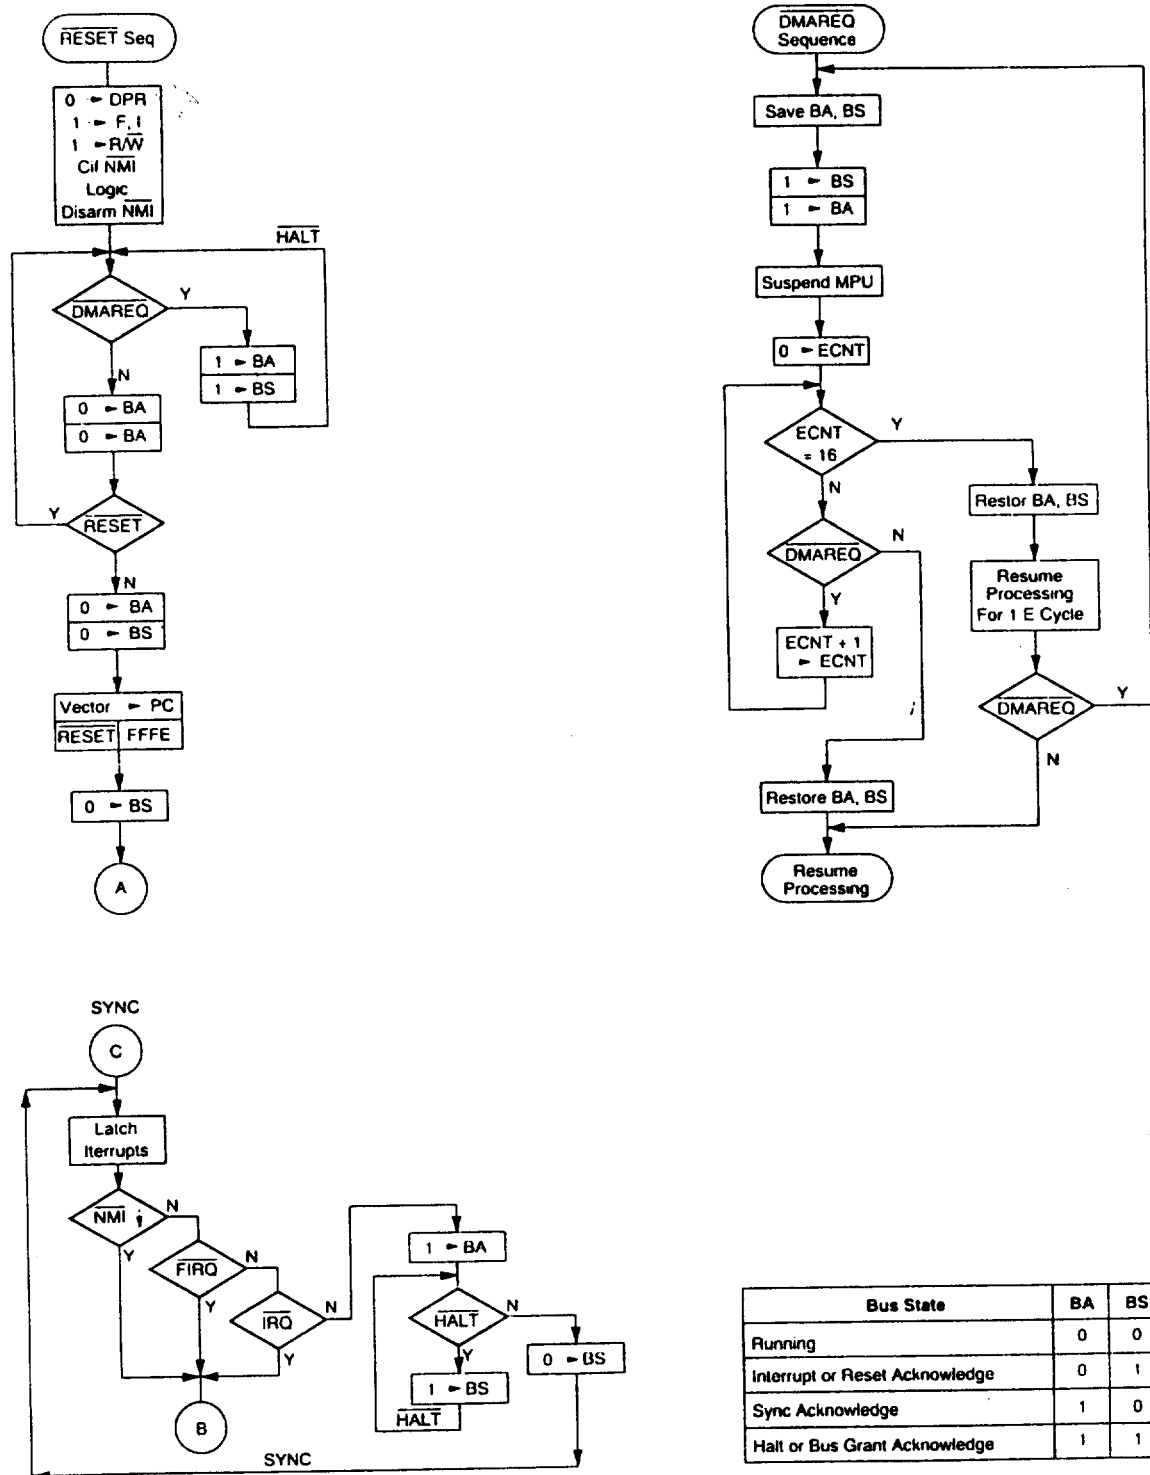 RESET Seq
0 ► DPR
1 ► F, I
1 ► R/W
Clf NMI
Logic
Disarm NMI
HALT
DMAREQ
Y
1 ► BA
1 ► BS
N
0 ► BA
0 ► BA
Y
RESET
N
0 ► BA
0 ► BS
Vector ► PC
RESET FFFE
0 ► BS
A
DMAREQ
Sequence
Save BA, BS
1 ► BS
1 ► BA
Suspend MPU
0 ► ECNT
ECNT
= 16
Y
N
Restor BA, BS
DMAREQ
N
Y
Resume
Processing
For 1 E Cycle
ECNT + 1
► ECNT
DMAREQ
Y
N
Restore BA, BS
Resume
Processing
SYNC
C
Latch
Iterrupts
NMI
N
Y
FIRQ
N
Y
IRQ
N
Y
1 ► BA
HALT
N
Y
0 ► BS
1 ► BS
HALT
B
SYNC
Bus State BA BS
Running 0 0
Interrupt or Reset Acknowledge 0 1
Sync Acknowledge 1 0
Halt or Bus Grant Acknowledge 1 1